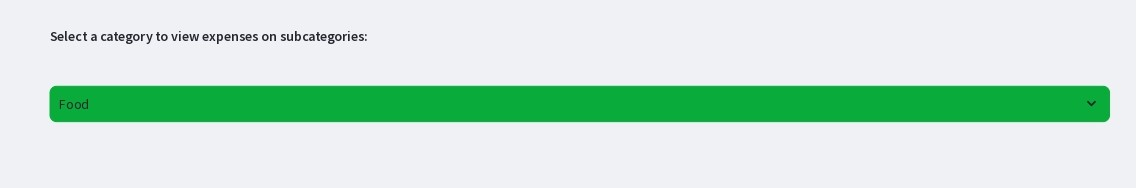 Select a category to view expenses on subcategories:
Food